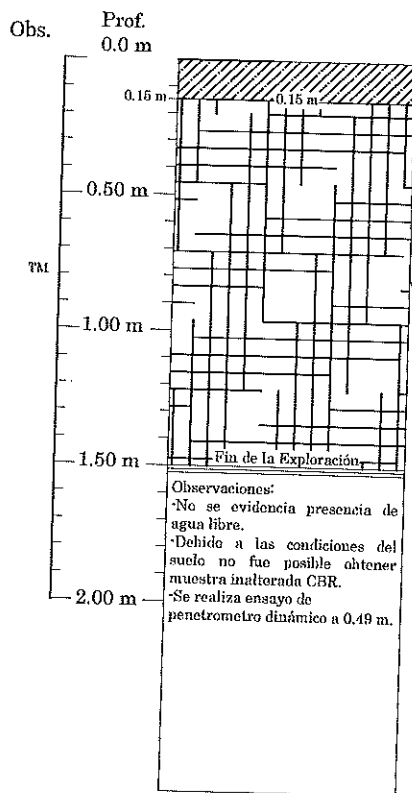 Obs.
Prof.
0.0 m
0.15 m
0.15 m
0.50 m
TM
1.00 m
Fin de la Exploración
1.50 m
Observaciones:
-No se evidencia presencia de
agua libre.
-Debido a las condiciones del
suelo no fue posible obtener
muestra inalterada CBR.
-Se realiza ensayo de
penetrometro dinámico a 0.49 m.
2.00 m